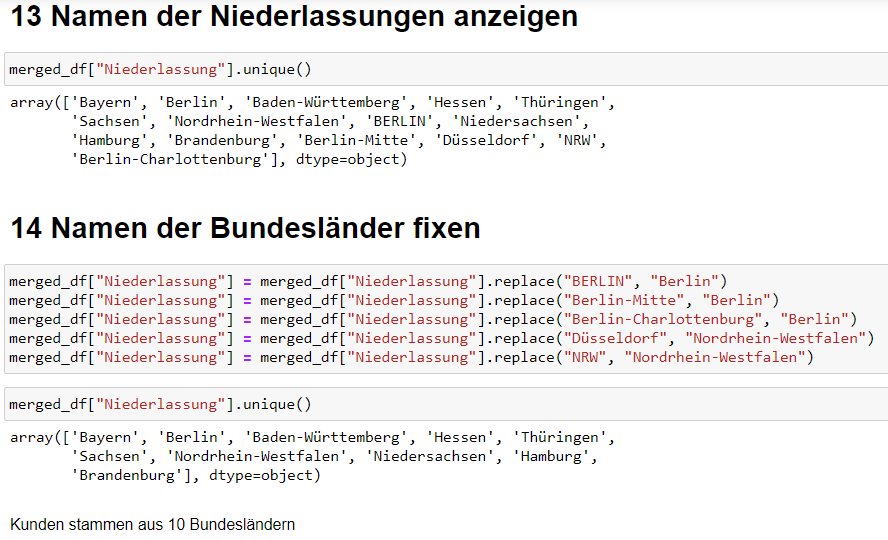 13 Namen der Niederlassungen anzeigen
merged_df["Niederlassung"].unique()
array(['Bayern', 'Berlin', 'Baden-Württemberg', 'Hessen', 'Thüringen',
'Sachsen', 'Nordrhein-Westfalen', 'BERLIN', 'Niedersachsen',
'Hamburg', 'Brandenburg', 'Berlin-Mitte', 'Düsseldorf', 'NRW',
'Berlin-Charlottenburg'], dtype=object)
14 Namen der Bundesländer fixen
merged_df["Niederlassung"] = merged_df["Niederlassung"].replace("BERLIN", "Berlin")
merged_df["Niederlassung"] = merged_df["Niederlassung"].replace("Berlin-Mitte", "Berlin")
merged_df["Niederlassung"] = merged_df["Niederlassung"].replace("Berlin-Charlottenburg", "Berlin")
merged_df["Niederlassung"] = merged_df["Niederlassung"].replace("Düsseldorf", "Nordrhein-Westfalen")
merged_df["Niederlassung"] = merged_df["Niederlassung"].replace("NRW", "Nordrhein-Westfalen")
merged_df["Niederlassung"].unique()
array(['Bayern', 'Berlin', 'Baden-Württemberg', 'Hessen', 'Thüringen',
'Sachsen', 'Nordrhein-Westfalen', 'Niedersachsen', 'Hamburg',
'Brandenburg'], dtype=object)
Kunden stammen aus 10 Bundesländern